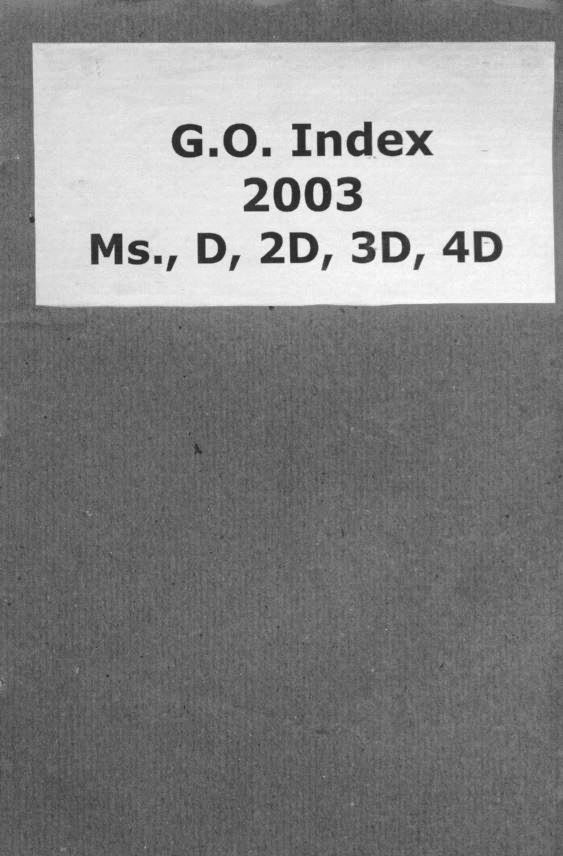 G.O. Index
2003
Ms., D, 2D, 3D, 4D